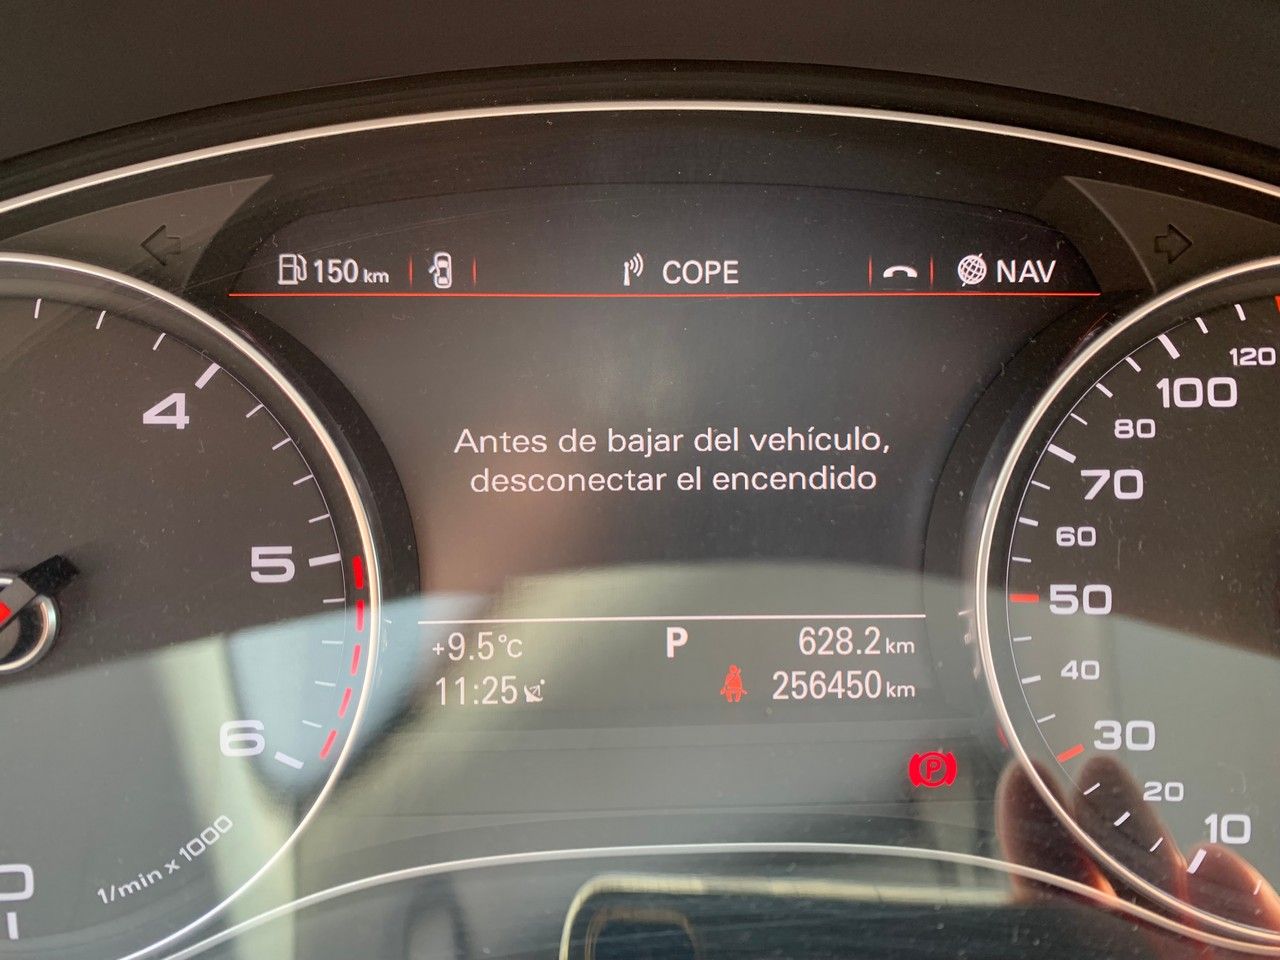 150 km COPE NAV
Antes de bajar del vehículo,
desconectar el encendido
+9.5°C P 628.2 km
11:25 256450 km
P
4
5
6
1/min x 1000
0
120
100
80
70
60
50
40
30
20
10